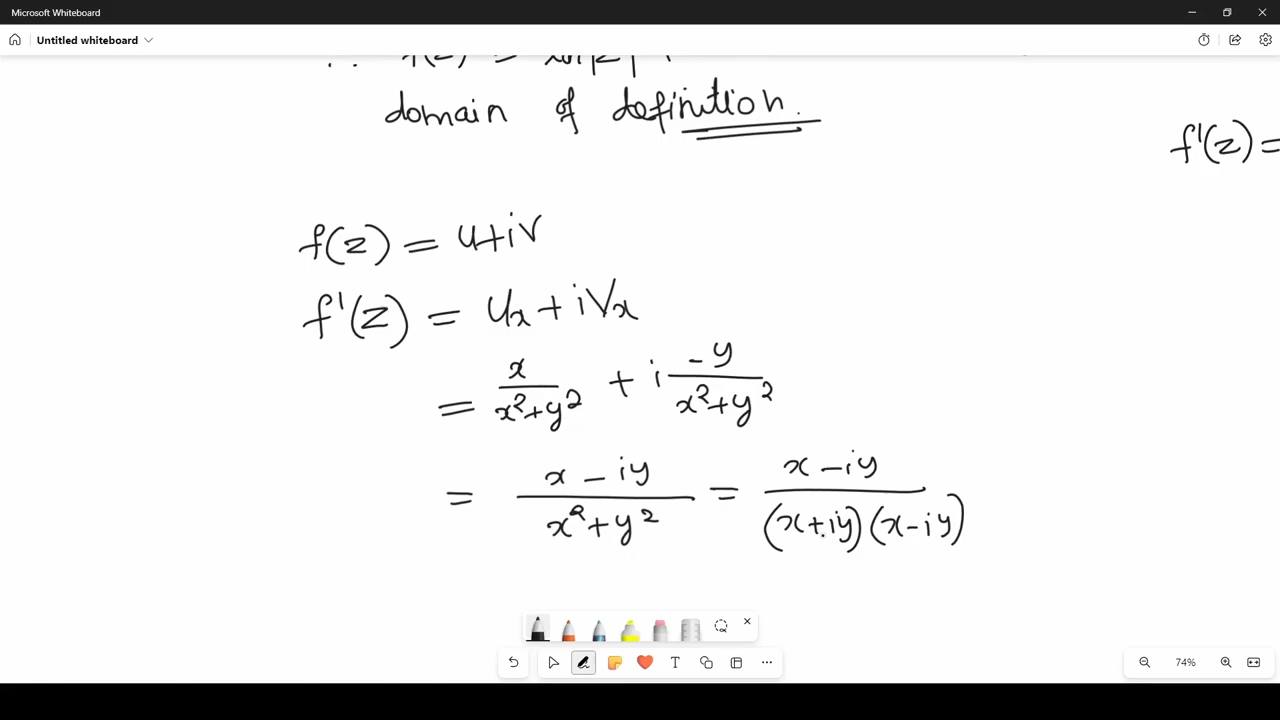 Microsoft Whiteboard
Untitled whiteboard
domain of definition.
f'(z) =
f(z) = u+iv
f'(z) = ux + iVx
= x/(x²+y²) + i -y/(x²+y²)
= (x - iy)/(x²+y²) = (x - iy)/((x+iy)(x-iy))
74%